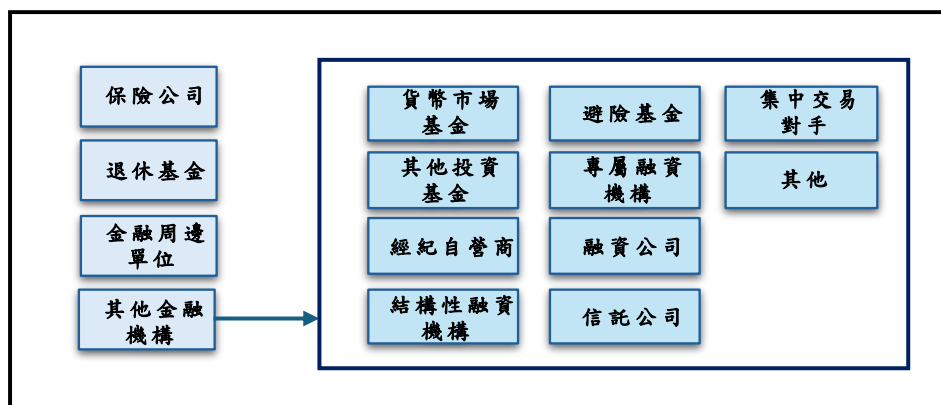 保險公司
退休基金
金融周邊
單位
其他金融
機構
貨幣市場
基金
其他投資
基金
經紀自營商
結構性融資
機構
避險基金
專屬融資
機構
融資公司
信託公司
集中交易
對手
其他